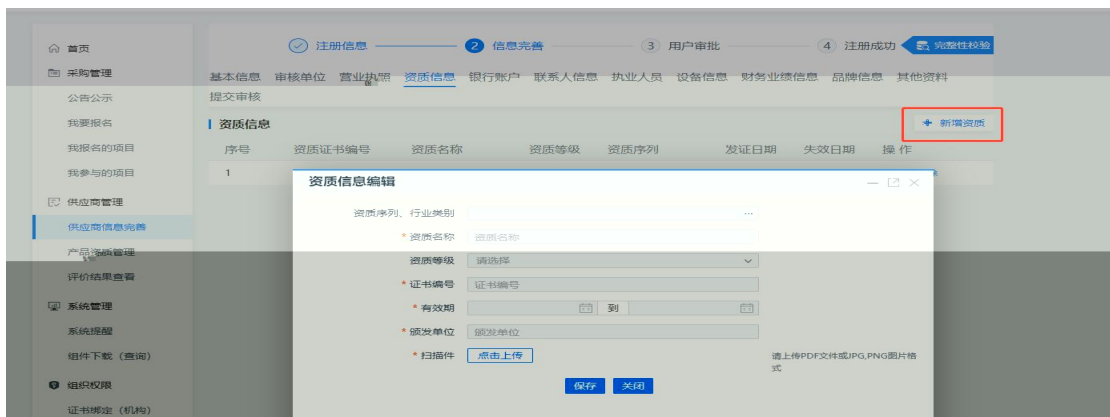 首页
采购管理
公告公示
我要报名
我报名的项目
我参与的项目
供应商管理
供应商信息完善
产品资质管理
评价结果查看
系统管理
系统提醒
组件下载（查询）
组织权限
证书绑定（机构）
注册信息
2 信息完善
3 用户审批
4 注册成功
完整性校验
基本信息 审核单位 营业执照 资质信息 银行账户 联系人信息 执业人员 设备信息 财务业绩信息 品牌信息 其他资料
提交审核
资质信息
新增资质
序号 资质证书编号 资质名称 资质等级 资质序列 发证日期 失效日期 操作
1
资质信息编辑
资质序列、行业类别 ...
* 资质名称 资质名称
资质等级 请选择
* 证书编号 证书编号
* 有效期 到
* 颁发单位 颁发单位
* 扫描件 点击上传 请上传PDF文件或JPG,PNG图片格
式
保存 关闭